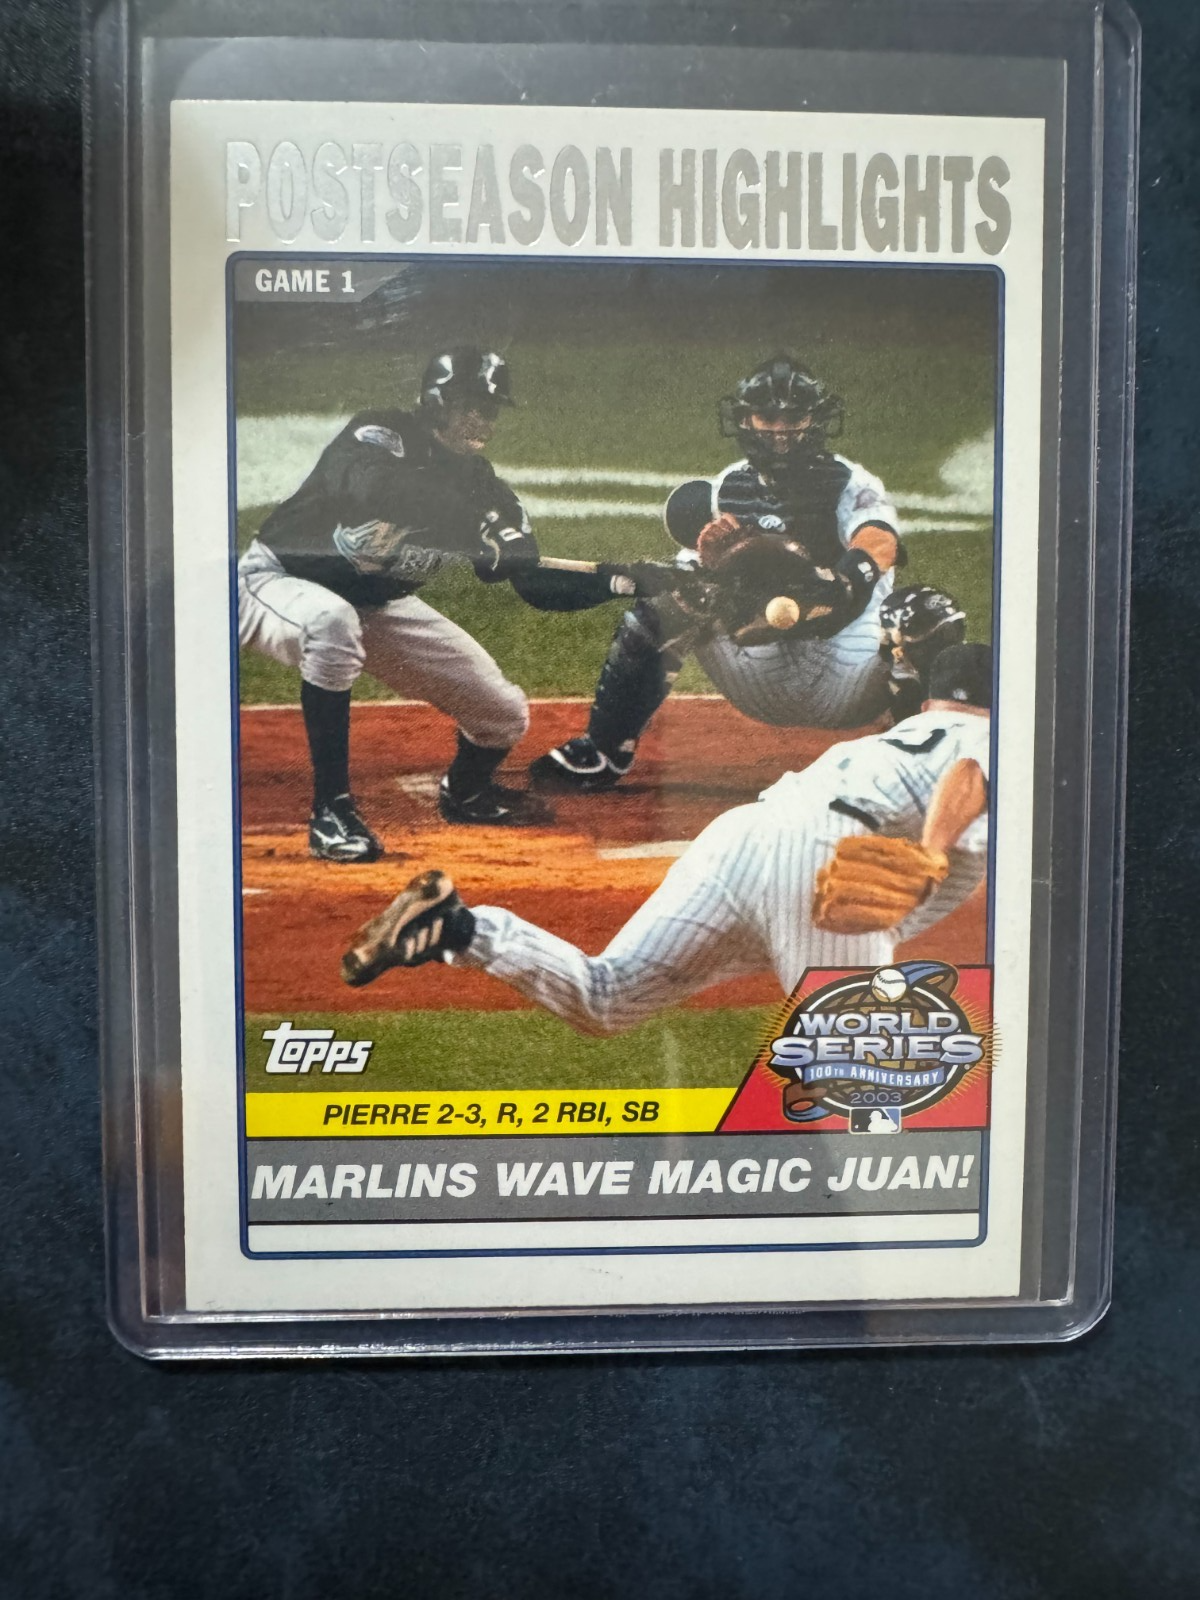 POSTSEASON HIGHLIGHTS
GAME 1
WORLD
SERIES
100TH ANNIVERSARY
2003
TOPPS
PIERRE 2-3, R, 2 RBI, SB
MARLINS WAVE MAGIC JUAN!